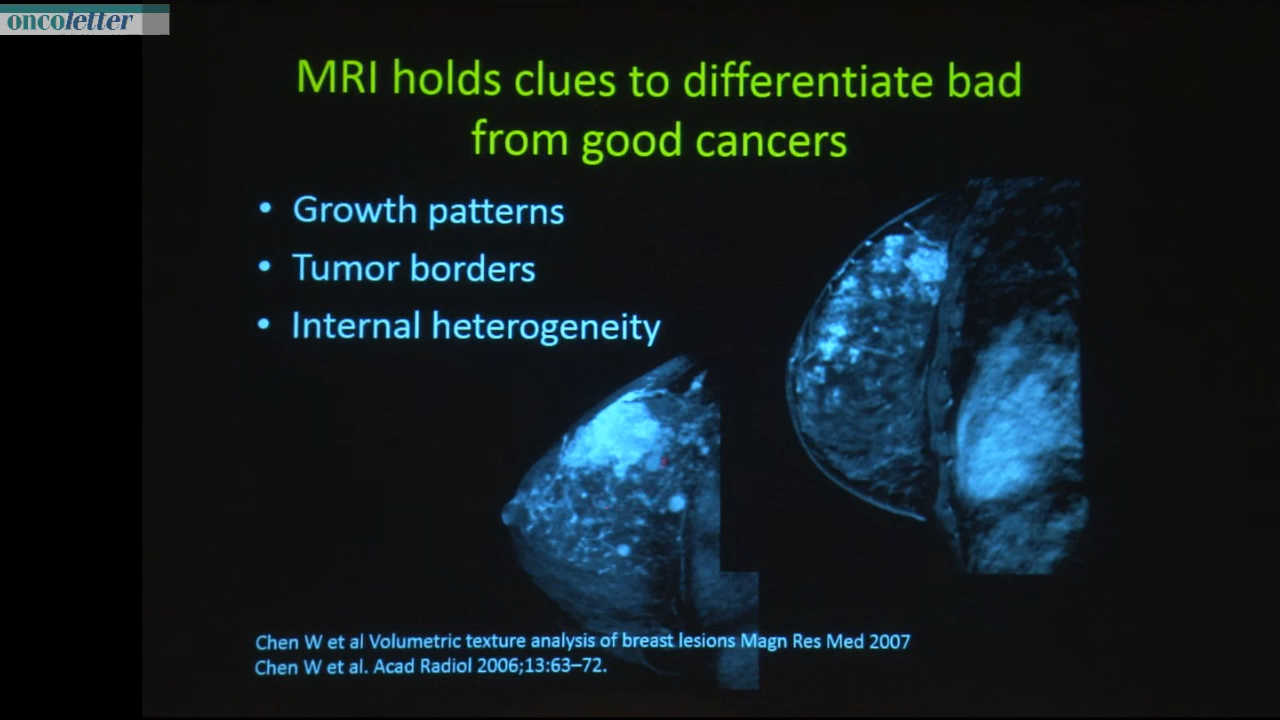 oncoletter
MRI holds clues to differentiate bad
from good cancers
• Growth patterns
• Tumor borders
• Internal heterogeneity
Chen W et al Volumetric texture analysis of breast lesions Magn Res Med 2007
Chen W et al. Acad Radiol 2006;13:63–72.